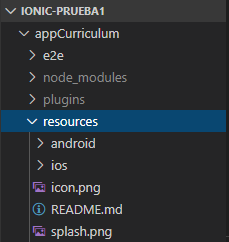 IONIC-PRUEBA1
appCurriculum
e2e
node_modules
plugins
resources
android
ios
icon.png
README.md
splash.png